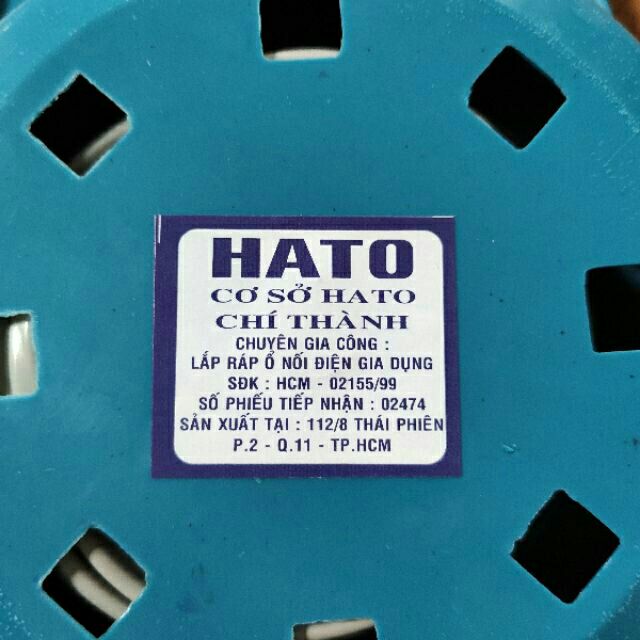 HATO
CƠ SỞ HATO
CHÍ THÀNH
CHUYÊN GIA CÔNG :
LẮP RÁP Ổ NỐI ĐIỆN GIA DỤNG
SĐK : HCM - 02155/99
SỐ PHIẾU TIẾP NHẬN : 02474
SẢN XUẤT TẠI : 112/8 THÁI PHIÊN
P.2 - Q.11 - TP.HCM